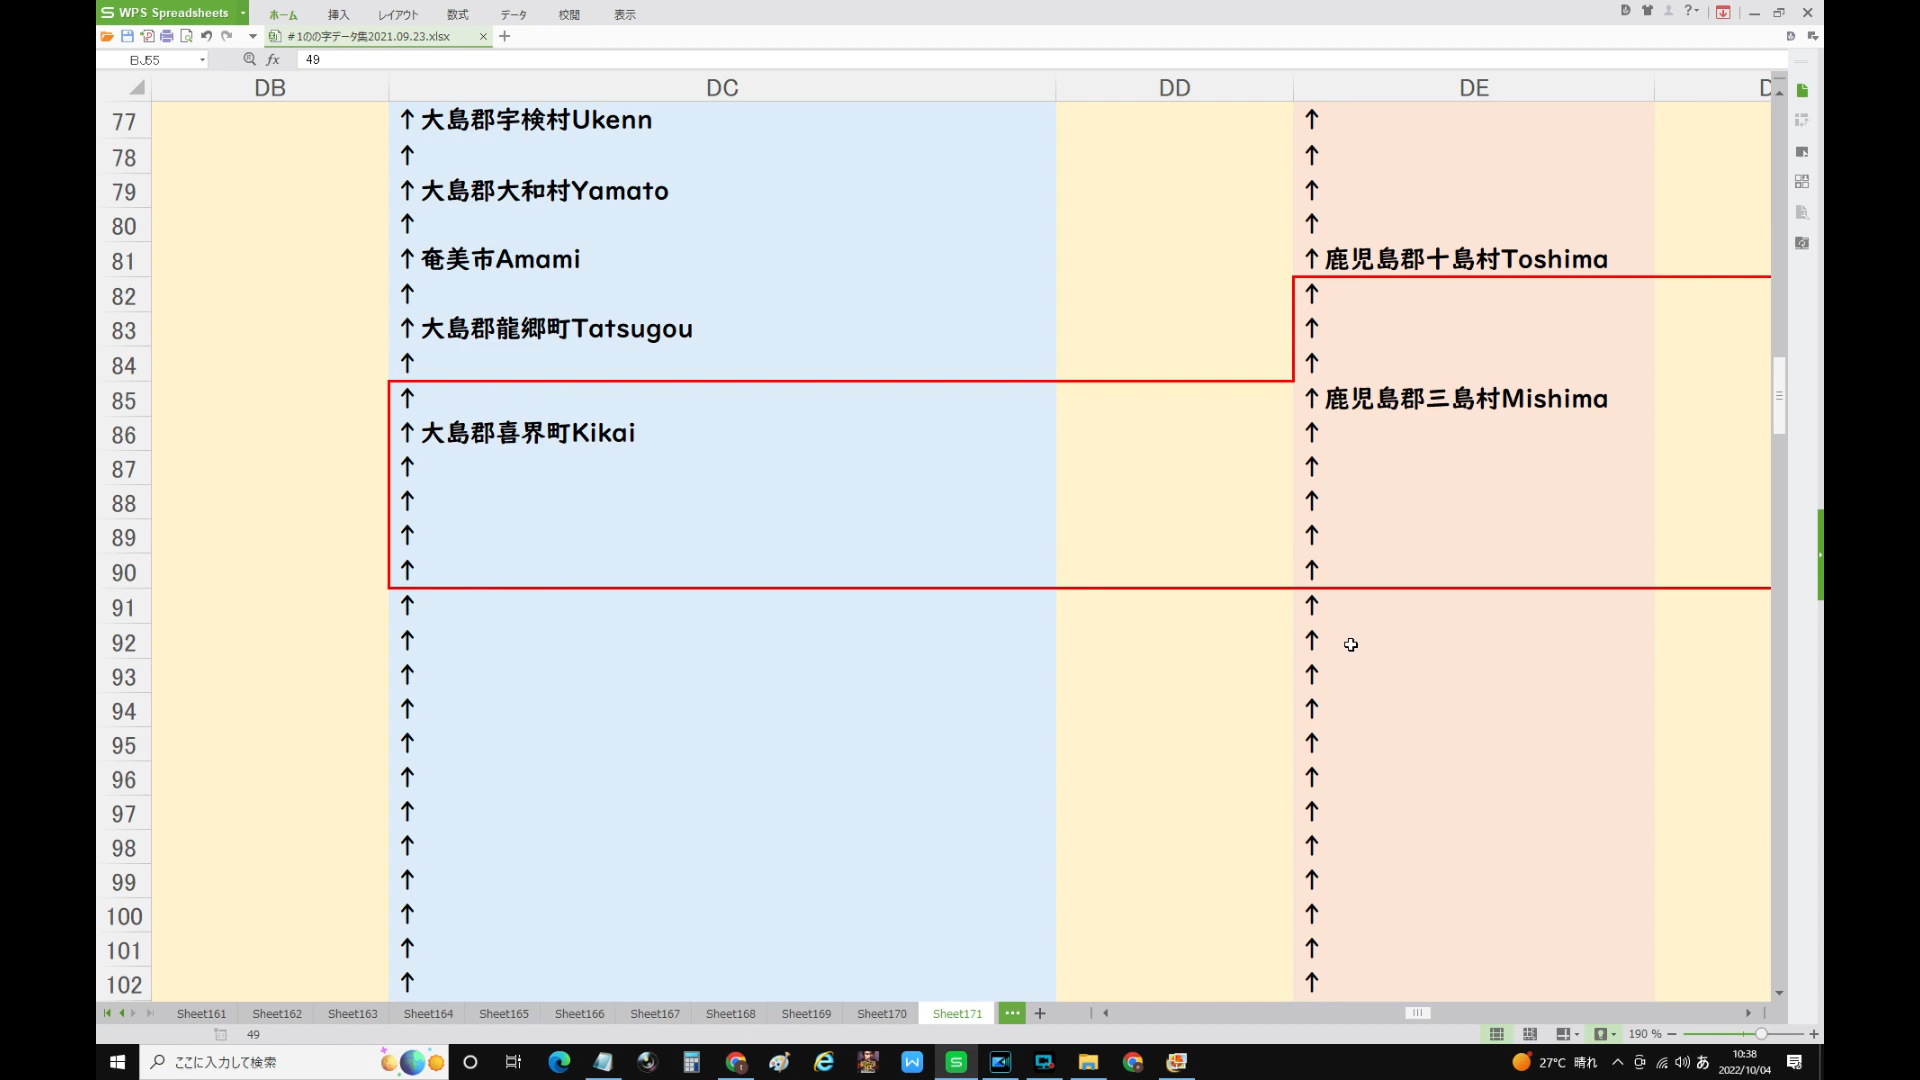 WPS Spreadsheets
ホーム 挿入 レイアウト 数式 データ 校閲 表示
#1のの字データ集2021.09.23.xlsx
BJ55 fx 49
DB DC DD DE D
77 ↑大島郡宇検村Ukenn ↑
78 ↑ ↑
79 ↑大島郡大和村Yamato ↑
80 ↑ ↑
81 ↑奄美市Amami ↑鹿児島郡十島村Toshima
82 ↑ ↑
83 ↑大島郡龍郷町Tatsugou ↑
84 ↑ ↑
85 ↑ ↑鹿児島郡三島村Mishima
86 ↑大島郡喜界町Kikai ↑
87 ↑ ↑
88 ↑ ↑
89 ↑ ↑
90 ↑ ↑
91 ↑ ↑
92 ↑ ↑
93 ↑ ↑
94 ↑ ↑
95 ↑ ↑
96 ↑ ↑
97 ↑ ↑
98 ↑ ↑
99 ↑ ↑
100 ↑ ↑
101 ↑ ↑
102 ↑ ↑
Sheet161 Sheet162 Sheet163 Sheet164 Sheet165 Sheet166 Sheet167 Sheet168 Sheet169 Sheet170 Sheet171
49 190 %
ここに入力して検索 27°C 晴れ あ 10:38
2022/10/04